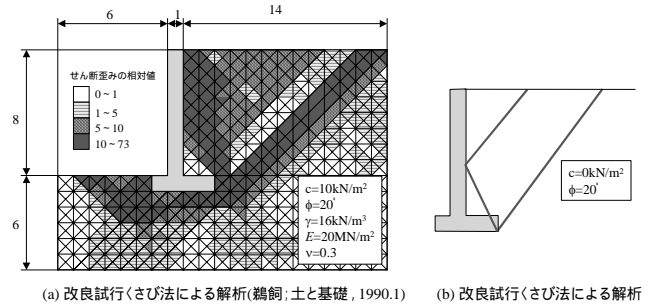 6
1
14
8
6
せん断歪みの相対値
0~1
1~5
5~10
10~73
c=10kN/m²
ϕ=20°
γ=16kN/m³
E=20MN/m²
ν=0.3
c=0kN/m²
ϕ=20°
(a) 改良試行くさび法による解析(鵜飼;土と基礎, 1990.1)
(b) 改良試行くさび法による解析